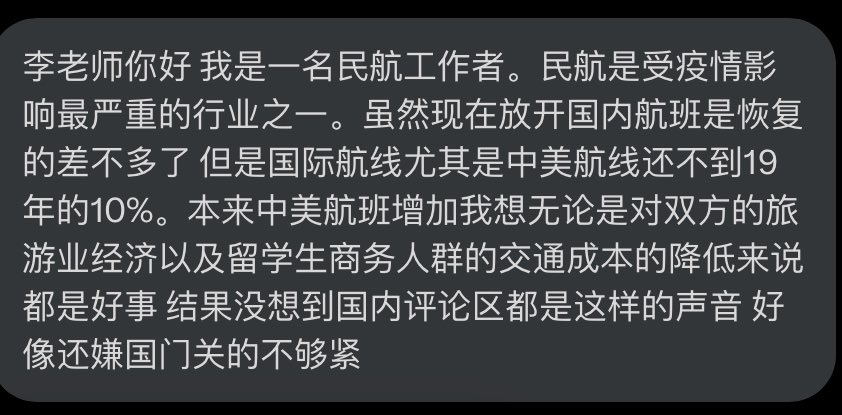 李老师你好 我是一名民航工作者。民航是受疫情影
响最严重的行业之一。虽然现在放开国内航班是恢复
的差不多了 但是国际航线尤其是中美航线还不到19
年的10%。本来中美航班增加我想无论是对双方的旅
游业经济以及留学生商务人群的交通成本的降低来说
都是好事 结果没想到国内评论区都是这样的声音 好
像还嫌国门关的不够紧